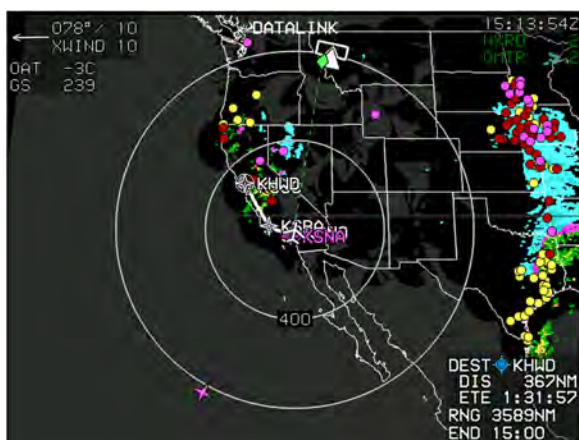 078° / 10
XWIND 10
OAT -3C
GS 239
DATALINK
15:13:54Z
NXRD
KHWD
KSNA
400
DEST KHWD
DIS 367NM
ETE 1:31:57
RNG 3589NM
END 15:00